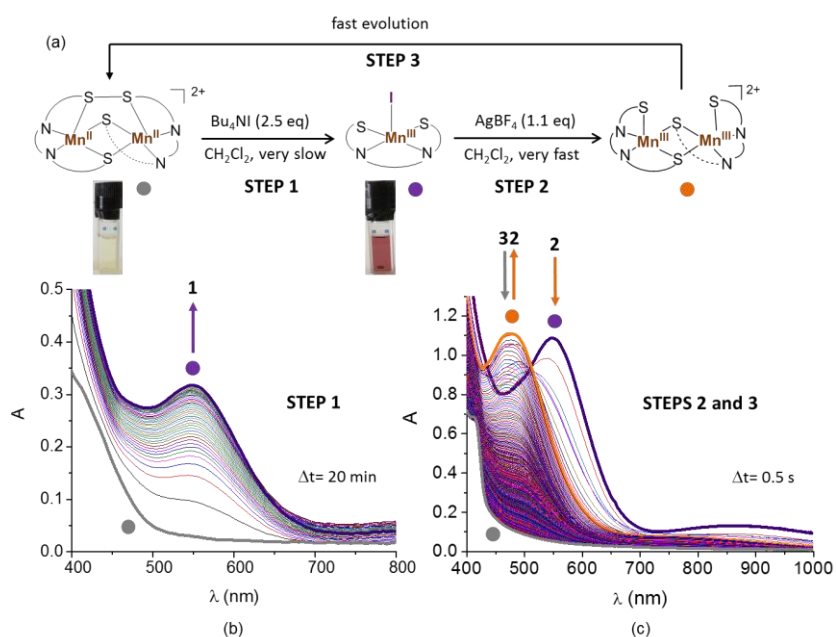 fast evolution
(a)
STEP 3
2+
S S
S
Mn II Mn II
N N
S N
Bu4NI (2.5 eq)
CH2Cl2, very slow
STEP 1
I
S Mn III S
N N
AgBF4 (1.1 eq)
CH2Cl2, very fast
STEP 2
2+
S S S
Mn III Mn III N
N S N
1
0.5
0.4
0.3
0.2
0.1
0.0
A
STEP 1
Δt= 20 min
400 500 600 700 800
λ (nm)
(b)
32 2
1.2
1.0
0.8
0.6
0.4
0.2
0.0
A
STEPS 2 and 3
Δt= 0.5 s
400 500 600 700 800 900 1000
λ (nm)
(c)